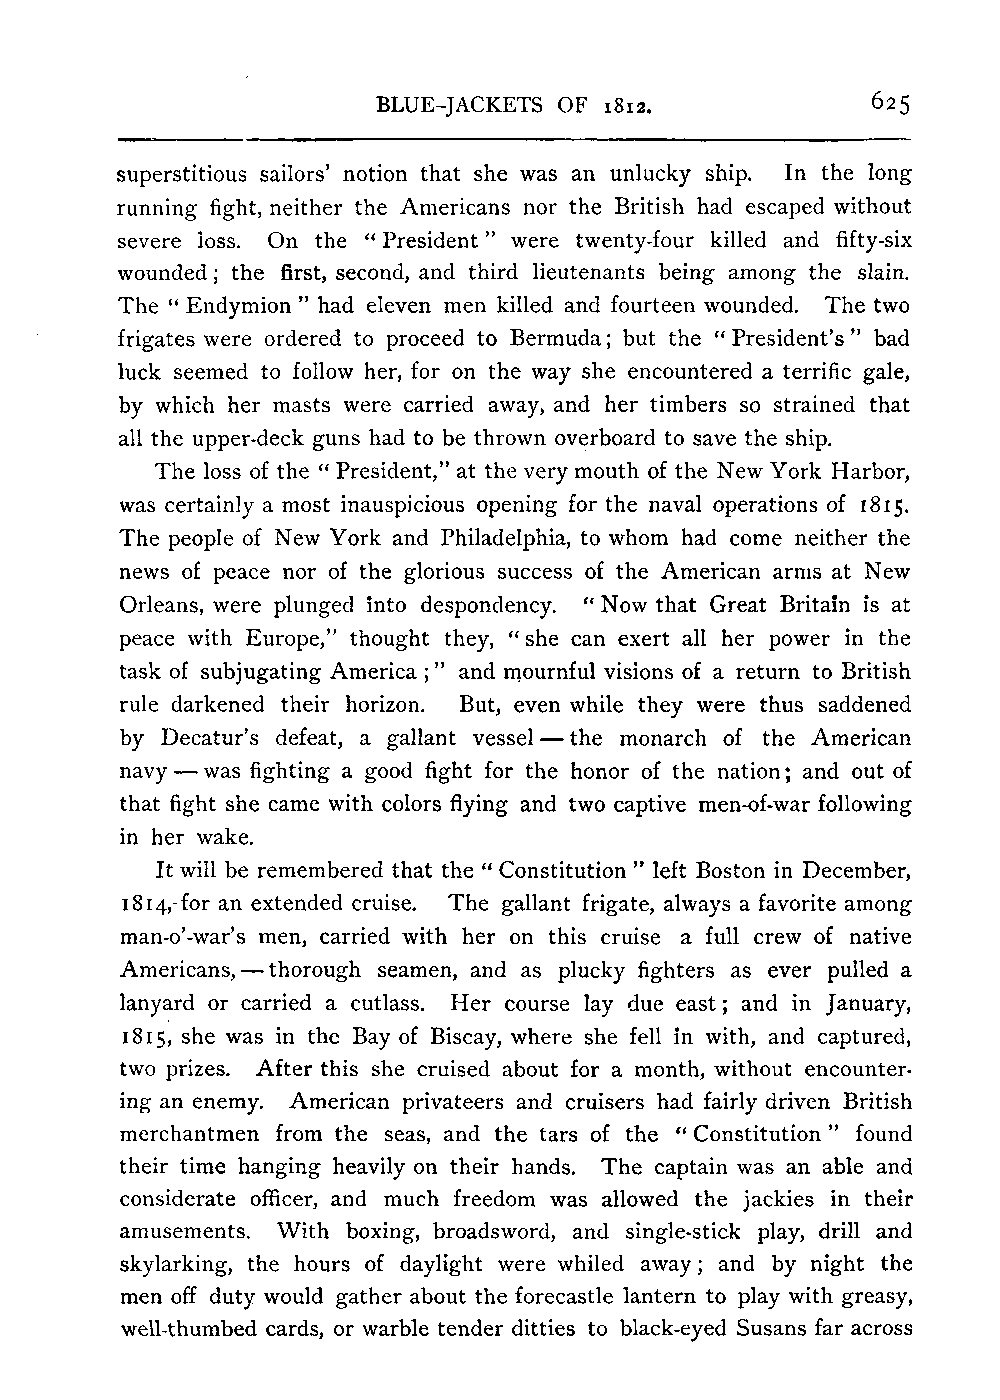 BLUE-JACKETS OF 1812. 625
superstitious sailors' notion that she was an unlucky ship. In the long
running fight, neither the Americans nor the British had escaped without
severe loss. On the "President" were twenty-four killed and fifty-six
wounded; the first, second, and third lieutenants being among the slain.
The "Endymion" had eleven men killed and fourteen wounded. The two
frigates were ordered to proceed to Bermuda; but the "President's" bad
luck seemed to follow her, for on the way she encountered a terrific gale,
by which her masts were carried away, and her timbers so strained that
all the upper-deck guns had to be thrown overboard to save the ship.
The loss of the "President," at the very mouth of the New York Harbor,
was certainly a most inauspicious opening for the naval operations of 1815.
The people of New York and Philadelphia, to whom had come neither the
news of peace nor of the glorious success of the American arms at New
Orleans, were plunged into despondency. "Now that Great Britain is at
peace with Europe," thought they, "she can exert all her power in the
task of subjugating America;" and mournful visions of a return to British
rule darkened their horizon. But, even while they were thus saddened
by Decatur's defeat, a gallant vessel — the monarch of the American
navy — was fighting a good fight for the honor of the nation; and out of
that fight she came with colors flying and two captive men-of-war following
in her wake.
It will be remembered that the "Constitution" left Boston in December,
1814, for an extended cruise. The gallant frigate, always a favorite among
man-o'-war's men, carried with her on this cruise a full crew of native
Americans, — thorough seamen, and as plucky fighters as ever pulled a
lanyard or carried a cutlass. Her course lay due east; and in January,
1815, she was in the Bay of Biscay, where she fell in with, and captured,
two prizes. After this she cruised about for a month, without encounter-
ing an enemy. American privateers and cruisers had fairly driven British
merchantmen from the seas, and the tars of the "Constitution" found
their time hanging heavily on their hands. The captain was an able and
considerate officer, and much freedom was allowed the jackies in their
amusements. With boxing, broadsword, and single-stick play, drill and
skylarking, the hours of daylight were whiled away; and by night the
men off duty would gather about the forecastle lantern to play with greasy,
well-thumbed cards, or warble tender ditties to black-eyed Susans far across